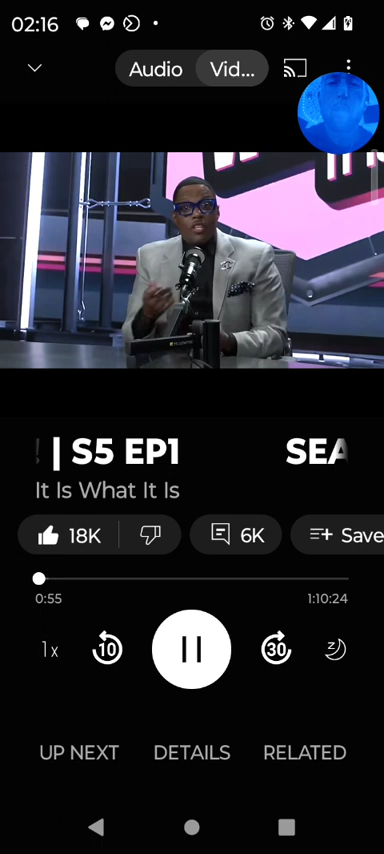 02:16
Audio
Vid...
! | S5 EP1 SEA
It Is What It Is
18K
6K
Save
0:55
1:10:24
1x
10
30
z
UP NEXT
DETAILS
RELATED